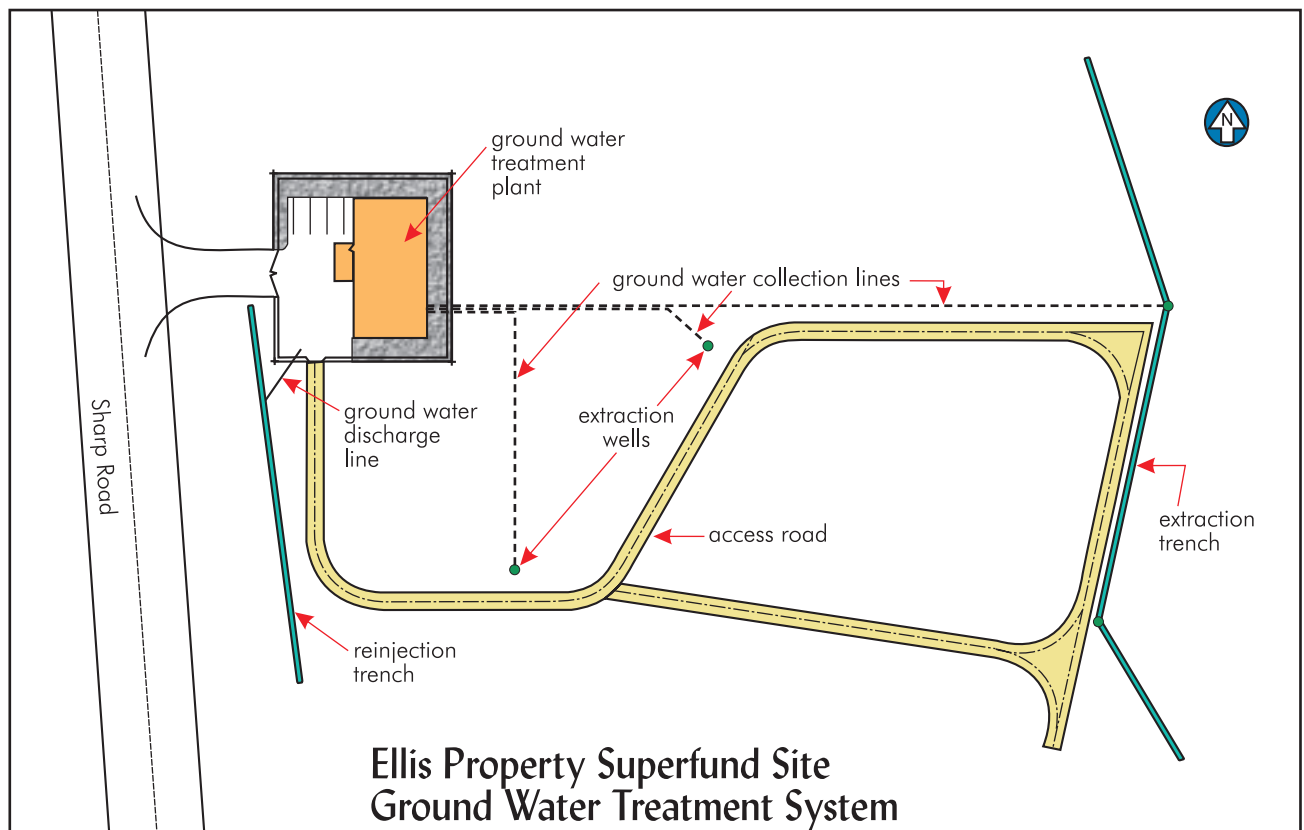 ground water
treatment
plant
N
ground water collection lines
Sharp Road
ground water
discharge
line
extraction
wells
access road
extraction
trench
reinjection
trench
Ellis Property Superfund Site
Ground Water Treatment System